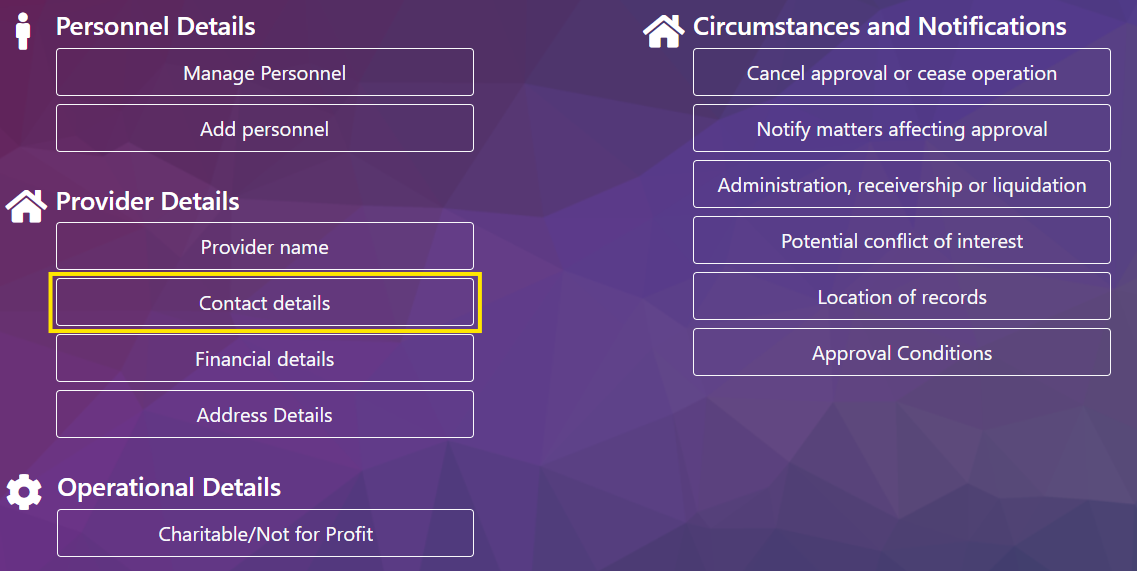 Personnel Details
Manage Personnel
Add personnel
Provider Details
Provider name
Contact details
Financial details
Address Details
Operational Details
Charitable/Not for Profit
Circumstances and Notifications
Cancel approval or cease operation
Notify matters affecting approval
Administration, receivership or liquidation
Potential conflict of interest
Location of records
Approval Conditions